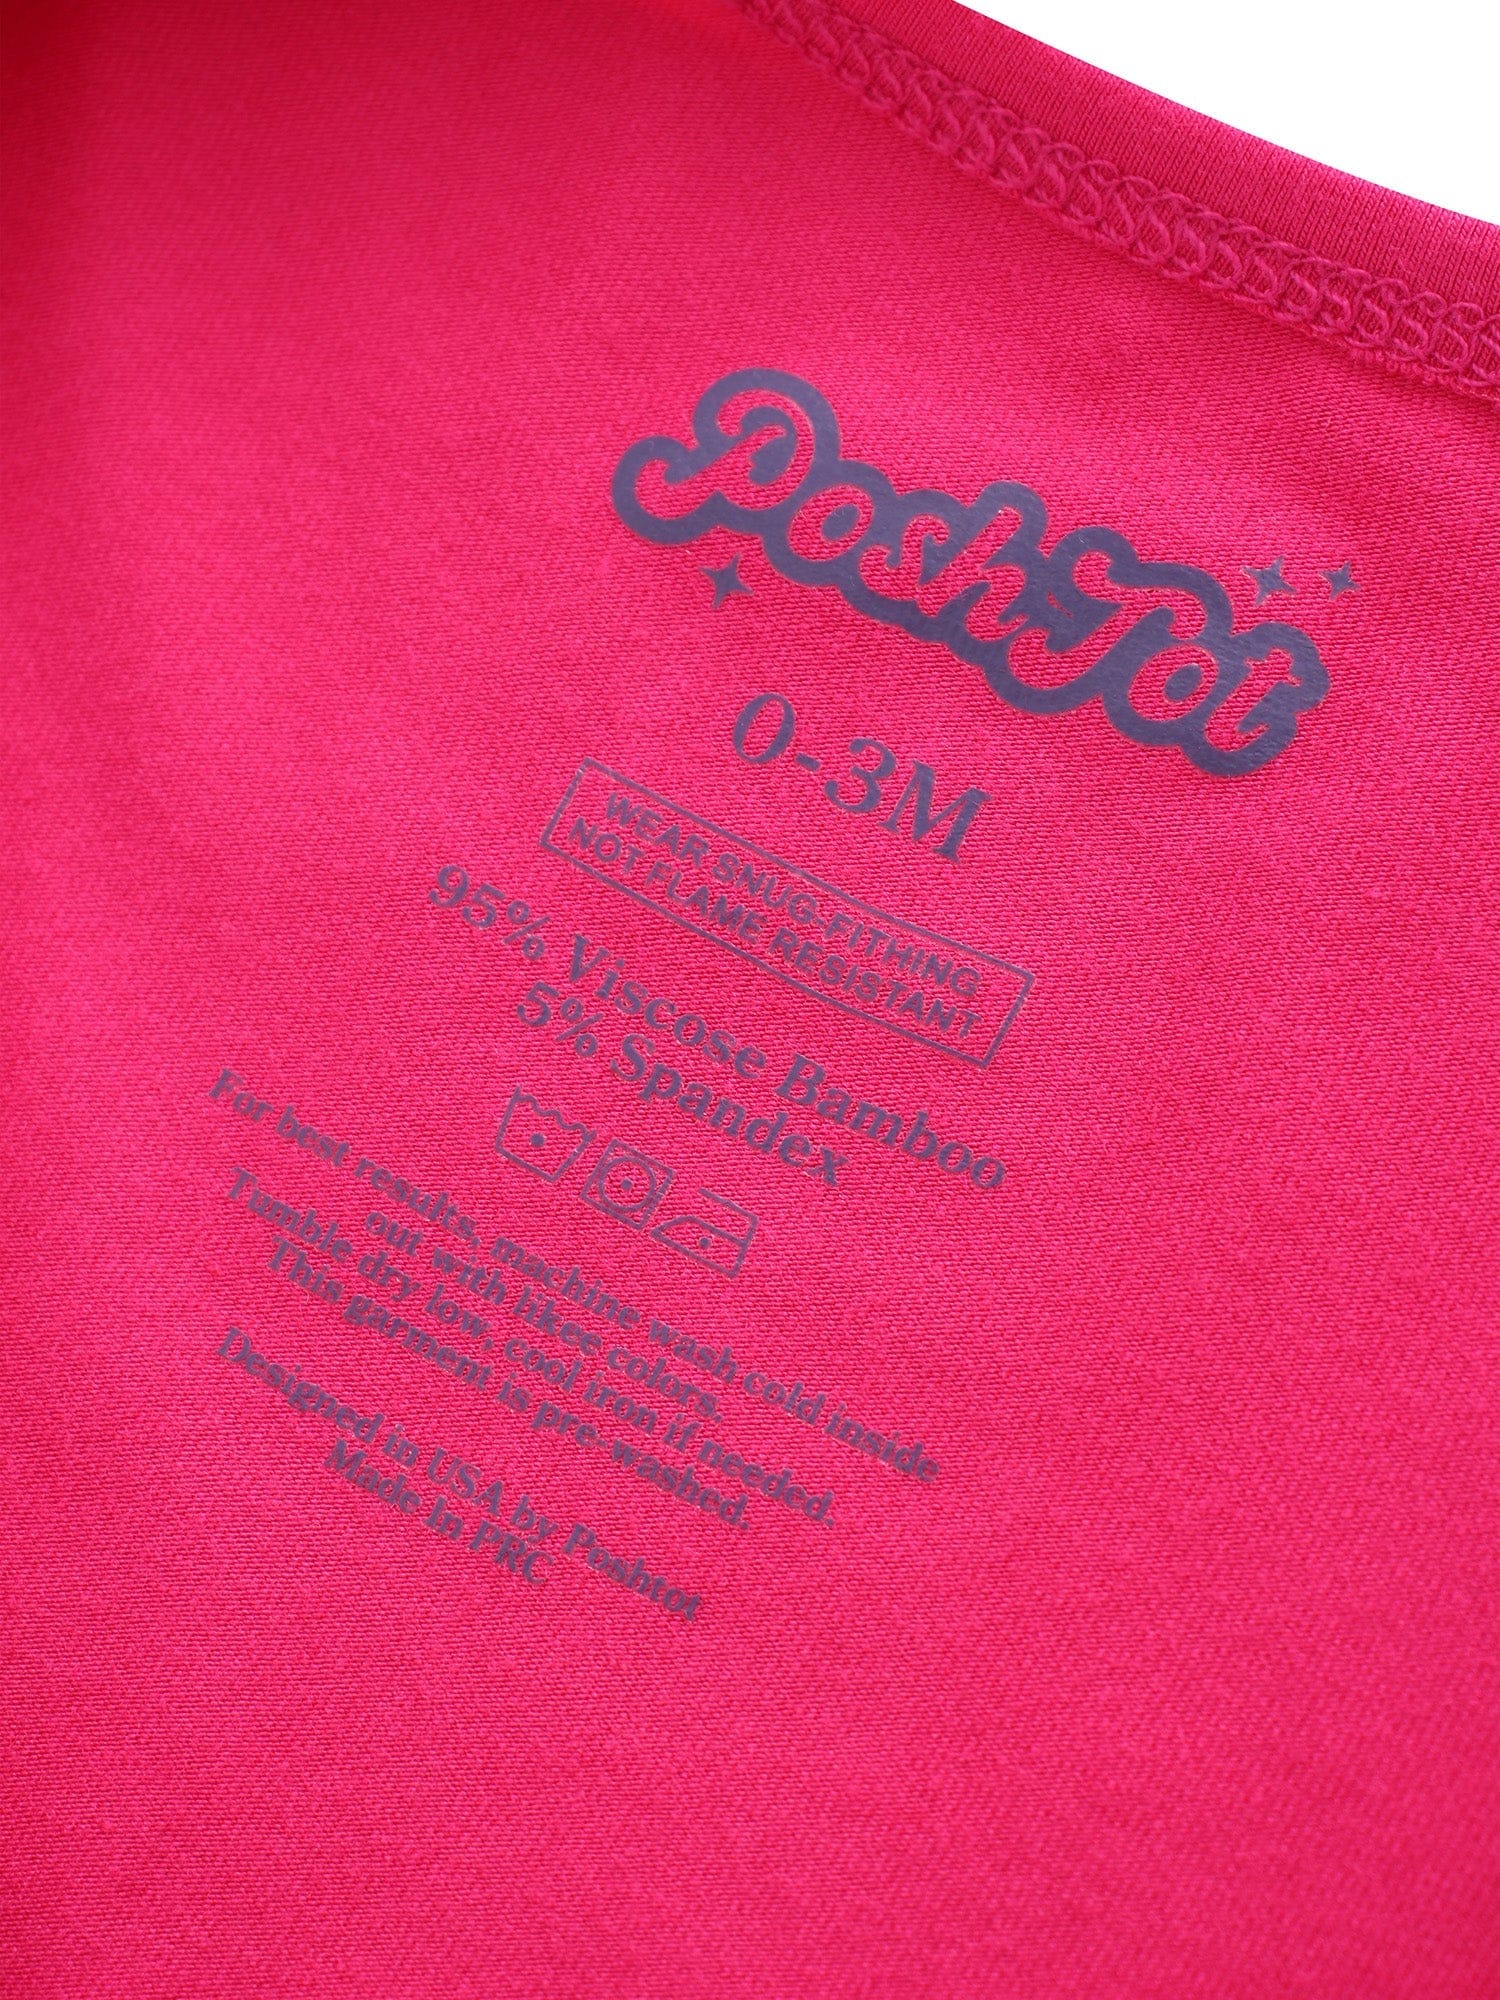 PoshTot
0-3M
WEAR SNUG-FITHING
NOT FLAME RESISTANT
95% Viscose Bamboo
5% Spandex
For best results, machine wash cold inside
out with likee colors.
Tumble dry low, cool iron if needed.
This garment is pre-washed.
Designed in USA by Poshtot
Made In PRC